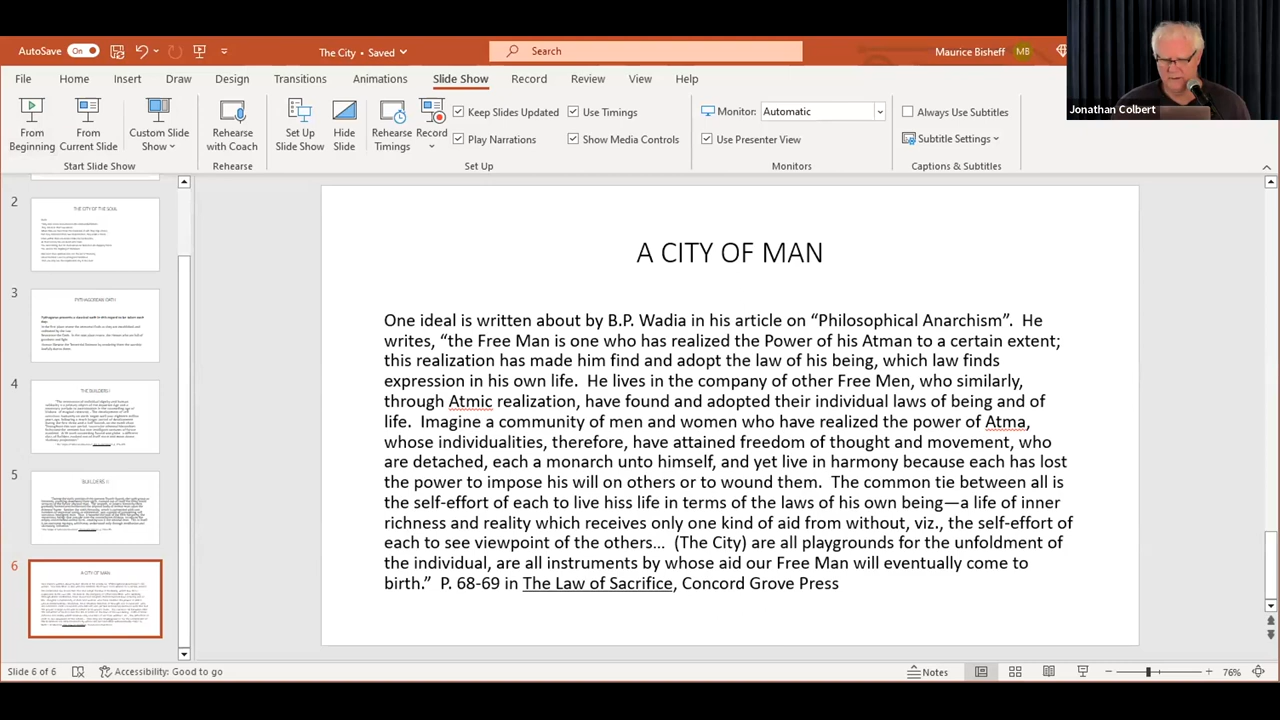 AutoSave On The City • Saved Search Maurice Bisheff MB
Jonathan Colbert
File Home Insert Draw Design Transitions Animations Slide Show Record Review View Help
From Beginning
From Current Slide
Custom Slide Show
Rehearse with Coach
Set Up Slide Show
Hide Slide
Rehearse Timings
Record
Keep Slides Updated
Use Timings
Play Narrations
Show Media Controls
Monitor: Automatic
Use Presenter View
Always Use Subtitles
Subtitle Settings
Start Slide Show Rehearse Set Up Monitors Captions & Subtitles
2
THE CITY OF THE SOUL
3
PYTHAGOREAN OATH
4
THE BUILDERS I
5
BUILDERS II
6
A CITY OF MAN
A CITY OF MAN
One ideal is written about by B.P. Wadia in his article on “Philosophical Anarchism”. He
writes, “the Free Man is one who has realized the Power of his Atman to a certain extent;
this realization has made him find and adopt the law of his being, which law finds
expression in his own life. He lives in the company of other Free Men, who similarly,
through Atmic realization, have found and adopted their individual laws of being and of
life. Imagine a community of men and women who have realized the power of Atma,
whose individualities, therefore, have attained freedom of thought and movement, who
are detached, each a monarch unto himself, and yet live in harmony because each has lost
the power to impose his will on others or to wound them. The common tie between all is
the self-effort of each to live hiss life in terms of the laws of his own being—a life of inner
richness and reality which receives only one kind of aid from without, viz., the self-effort of
each to see viewpoint of the others... (The City) are all playgrounds for the unfoldment of
the individual, are all instruments by whose aid our Free Man will eventually come to
birth.” P. 68-69 in The Law of Sacrifice, Concord Grove Press
Slide 6 of 6 Accessibility: Good to go Notes 76%